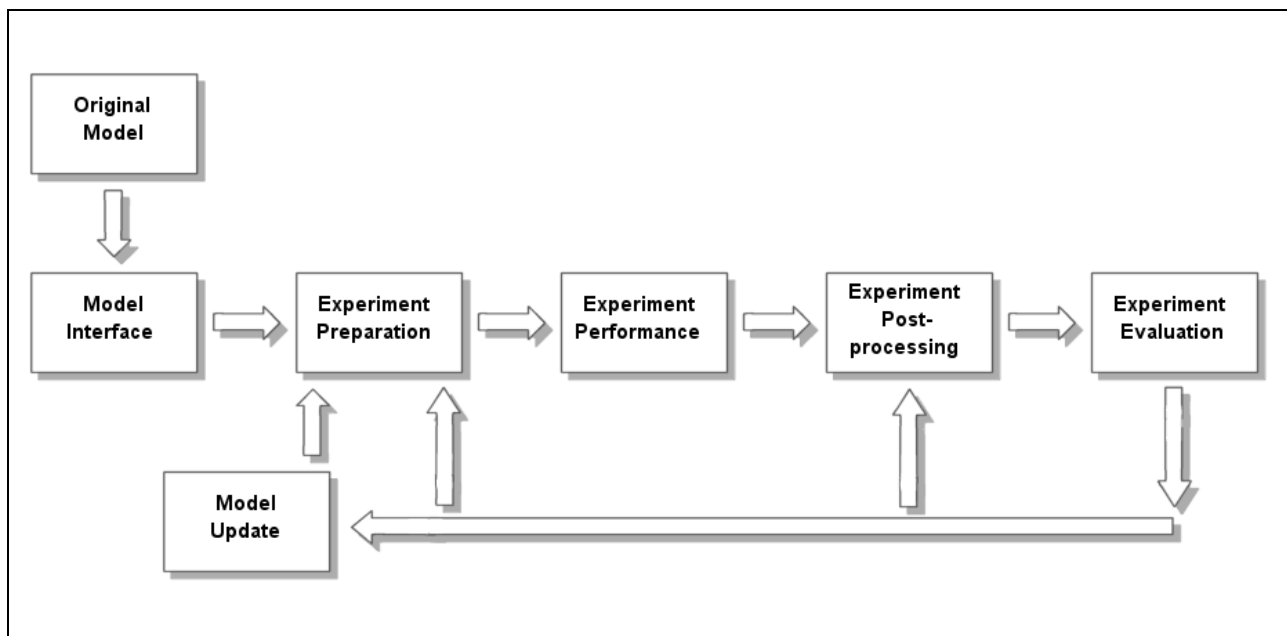 Original
Model
Model
Interface
Experiment
Preparation
Experiment
Performance
Experiment
Post-
processing
Experiment
Evaluation
Model
Update